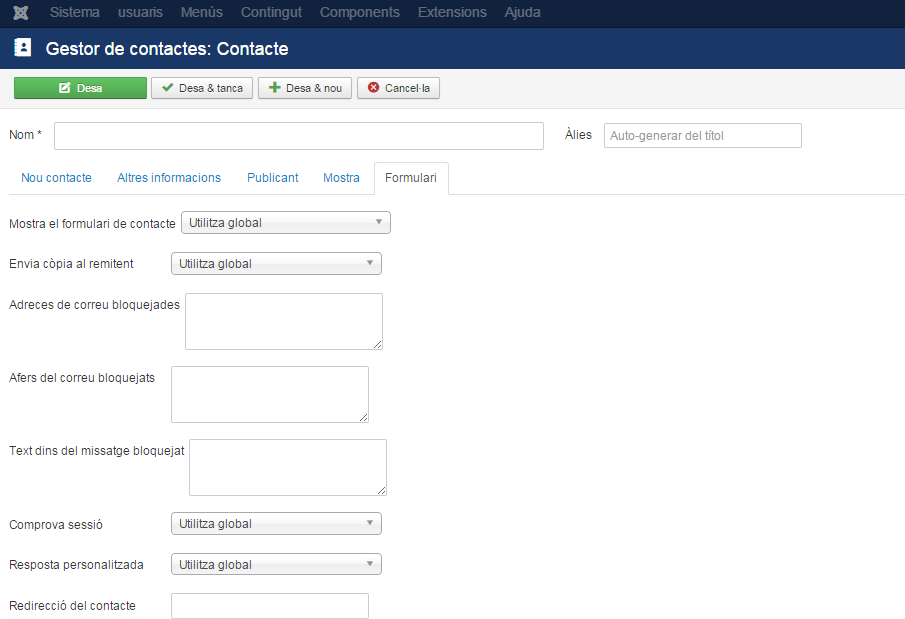 Sistema usuaris Menús Contingut Components Extensions Ajuda
Gestor de contactes: Contacte
Desa Desa & tanca Desa & nou Cancel·la
Nom * Àlies Auto-generar del títol
Nou contacte Altres informacions Publicant Mostra Formulari
Mostra el formulari de contacte Utilitza global
Envia còpia al remitent Utilitza global
Adreces de correu bloquejades
Afers del correu bloquejats
Text dins del missatge bloquejat
Comprova sessió Utilitza global
Resposta personalitzada Utilitza global
Redirecció del contacte